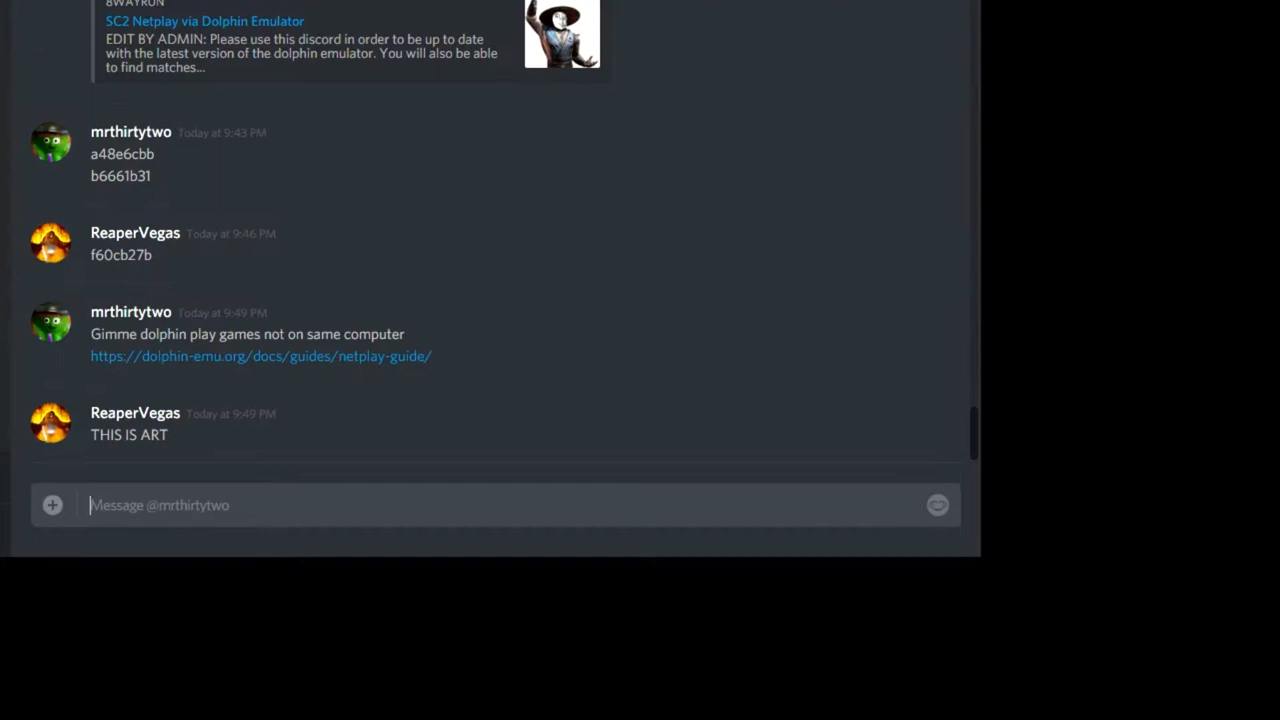 8WAYRUN
SC2 Netplay via Dolphin Emulator
EDIT BY ADMIN: Please use this discord in order to be up to date
with the latest version of the dolphin emulator. You will also be able
to find matches...
mrthirtytwo Today at 9:43 PM
a48e6cbb
b6661b31
ReaperVegas Today at 9:46 PM
f60cb27b
mrthirtytwo Today at 9:49 PM
Gimme dolphin play games not on same computer
https://dolphin-emu.org/docs/guides/netplay-guide/
ReaperVegas Today at 9:49 PM
THIS IS ART
Message @mrthirtytwo